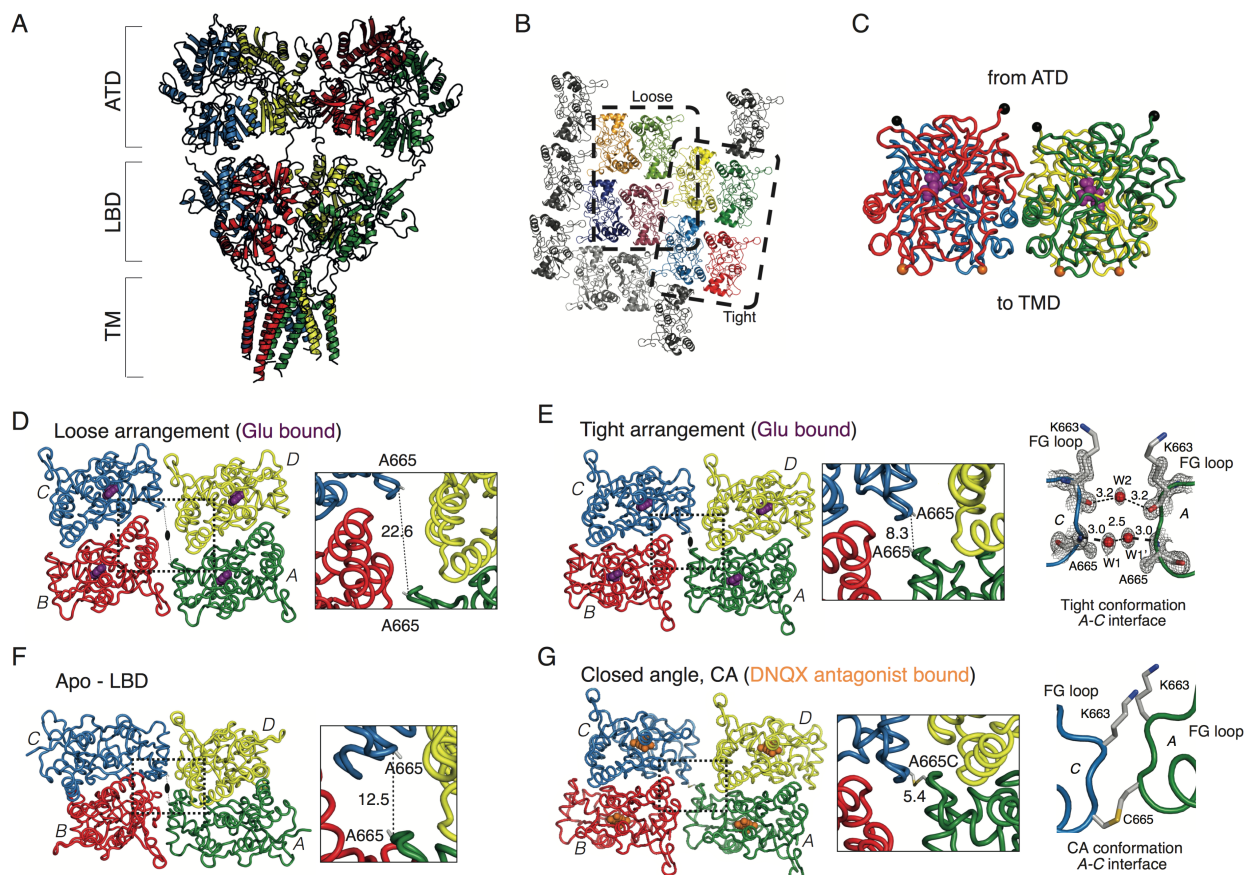 A
ATD
LBD
TM
B
Loose
Tight
C
from ATD
to TMD
D
Loose arrangement (Glu bound)
C
D
B
A
A665
22.6
A665
E
Tight arrangement (Glu bound)
C
D
B
A
A665
8.3
A665
K663
FG loop
K663
FG loop
W2
3.2
3.2
C
3.0
2.5
3.0
A
W1'
A665
W1
A665
Tight conformation
A-C interface
F
Apo - LBD
C
D
B
A
A665
12.5
A665
G
Closed angle, CA (DNQX antagonist bound)
C
D
B
A
A665C
5.4
FG loop
K663
K663
A
FG loop
C
C665
CA conformation
A-C interface